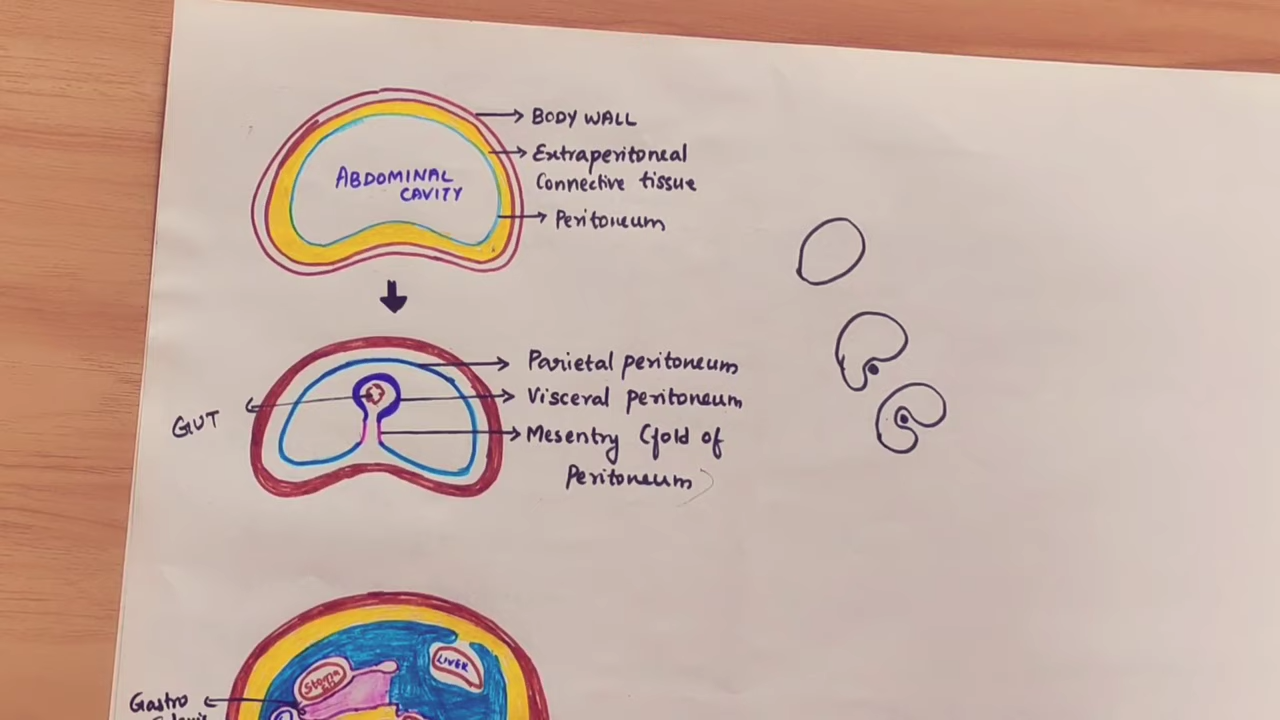 BODY WALL
Extraperitoneal
Connective tissue
ABDOMINAL
CAVITY
Peritoneum
Parietal peritoneum
Visceral peritoneum
GUT
Mesentry (fold of
Peritoneum)
LIVER
Gastro